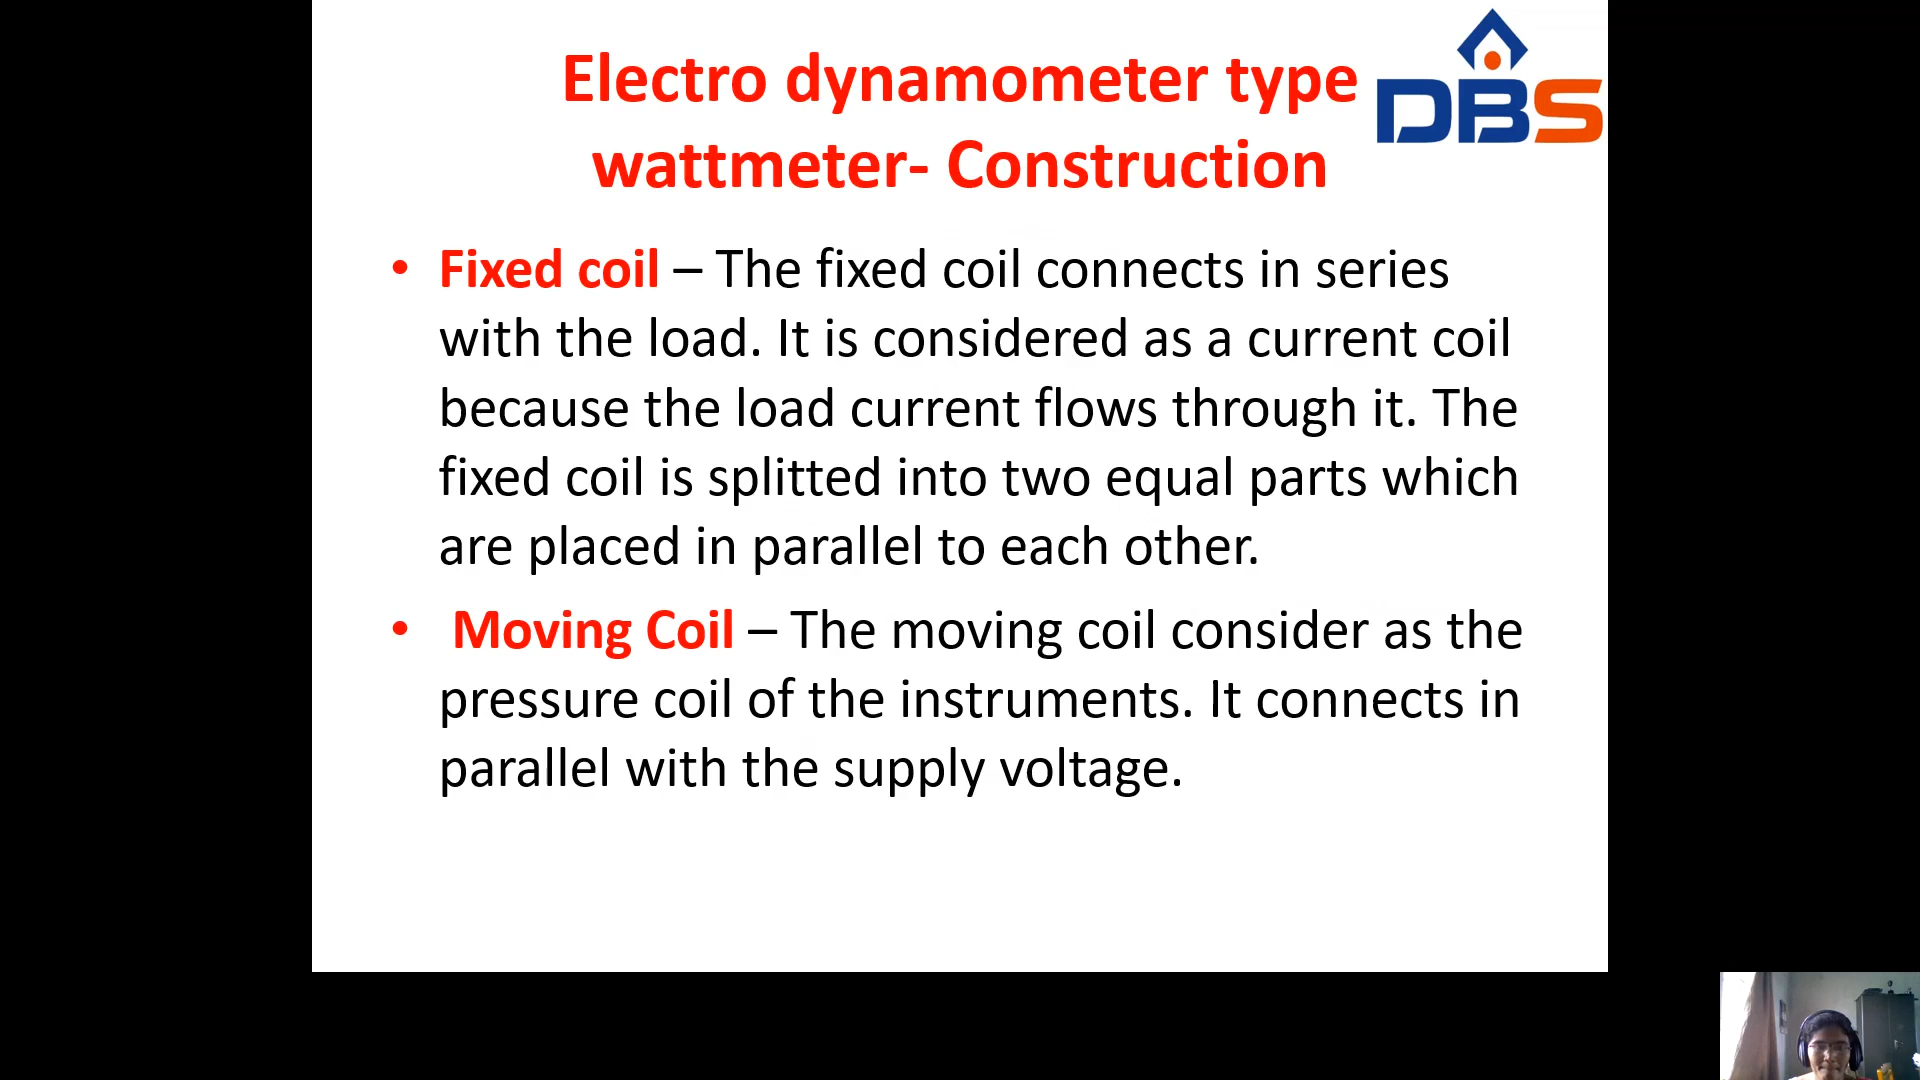 Electro dynamometer type
wattmeter- Construction
DBS
• Fixed coil – The fixed coil connects in series
with the load. It is considered as a current coil
because the load current flows through it. The
fixed coil is splitted into two equal parts which
are placed in parallel to each other.
• Moving Coil – The moving coil consider as the
pressure coil of the instruments. It connects in
parallel with the supply voltage.